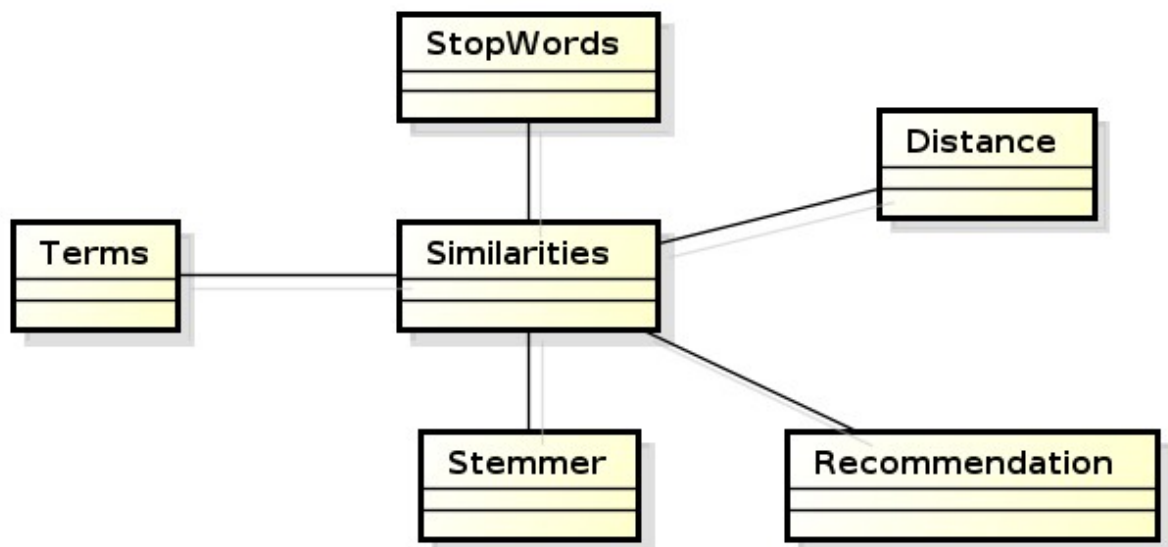 StopWords
Distance
Terms
Similarities
Stemmer
Recommendation